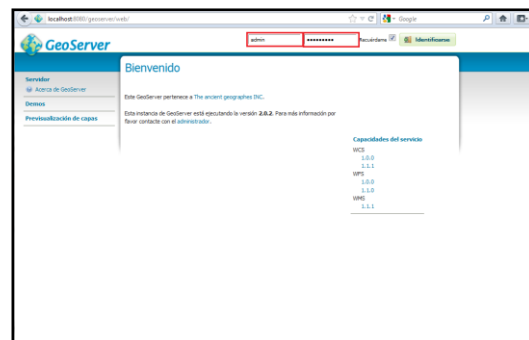 localhost:8080/geoserver/web/
Google
GeoServer
admin
•••••••••
Recuérdame
Identificarse
Servidor
Acerca de GeoServer
Demos
Previsualización de capas
Bienvenido
Este GeoServer pertenece a The ancient geographes INC.
Esta instancia de GeoServer está ejecutando la versión 2.0.2. Para más información por
favor contacte con el administrador.
Capacidades del servicio
WCS
1.0.0
1.1.1
WFS
1.0.0
1.1.0
WMS
1.1.1